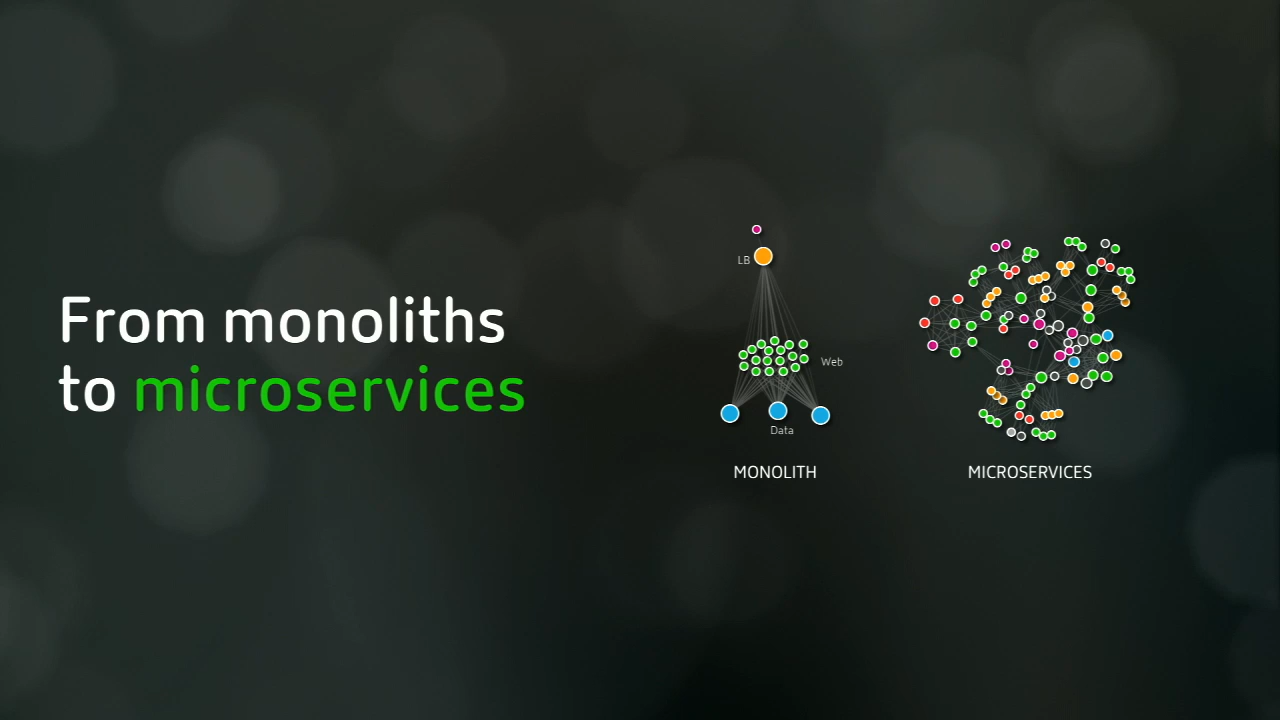 From monoliths
to microservices
LB
Web
Data
MONOLITH
MICROSERVICES